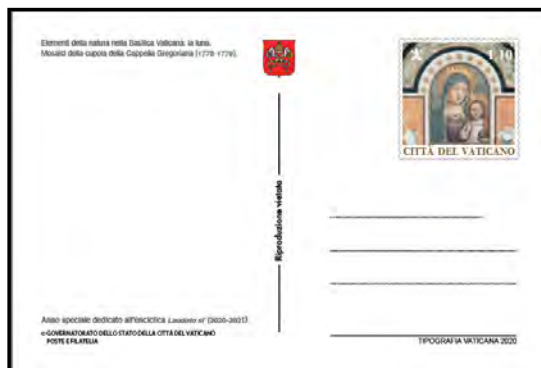 Elementi della natura nella Basilica Vaticana: la luna.
Mosaici della cupola della Cappella Gregoriana (1772-1779).
1,10
CITTÀ DEL VATICANO
Riproduzione vietata
Anno speciale dedicato all'enciclica Laudato si' (2020-2021).
© GOVERNATORATO DELLO STATO DELLA CITTÀ DEL VATICANO
POSTE E FILATELIA
TIPOGRAFIA VATICANA 2020